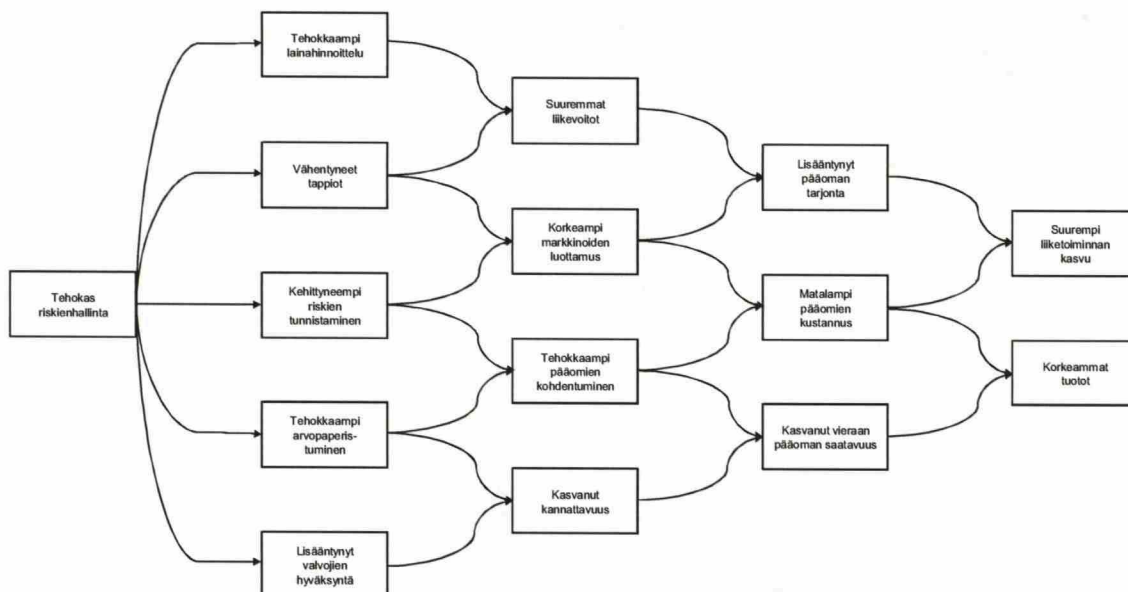 Tehokas
riskienhallinta
Tehokkaampi
lainahinnoittelu
Vähentyneet
tappiot
Kehittyneempi
riskien
tunnistaminen
Tehokkaampi
arvopaperis-
tuminen
Lisääntynyt
valvojien
hyväksyntä
Suuremmat
liikevoitot
Korkeampi
markkinoiden
luottamus
Tehokkaampi
pääomien
kohdentuminen
Kasvanut
kannattavuus
Lisääntynyt
pääoman
tarjonta
Matalampi
pääomien
kustannus
Kasvanut vieraan
pääoman saatavuus
Suurempi
liiketoiminnan
kasvu
Korkeammat
tuotot